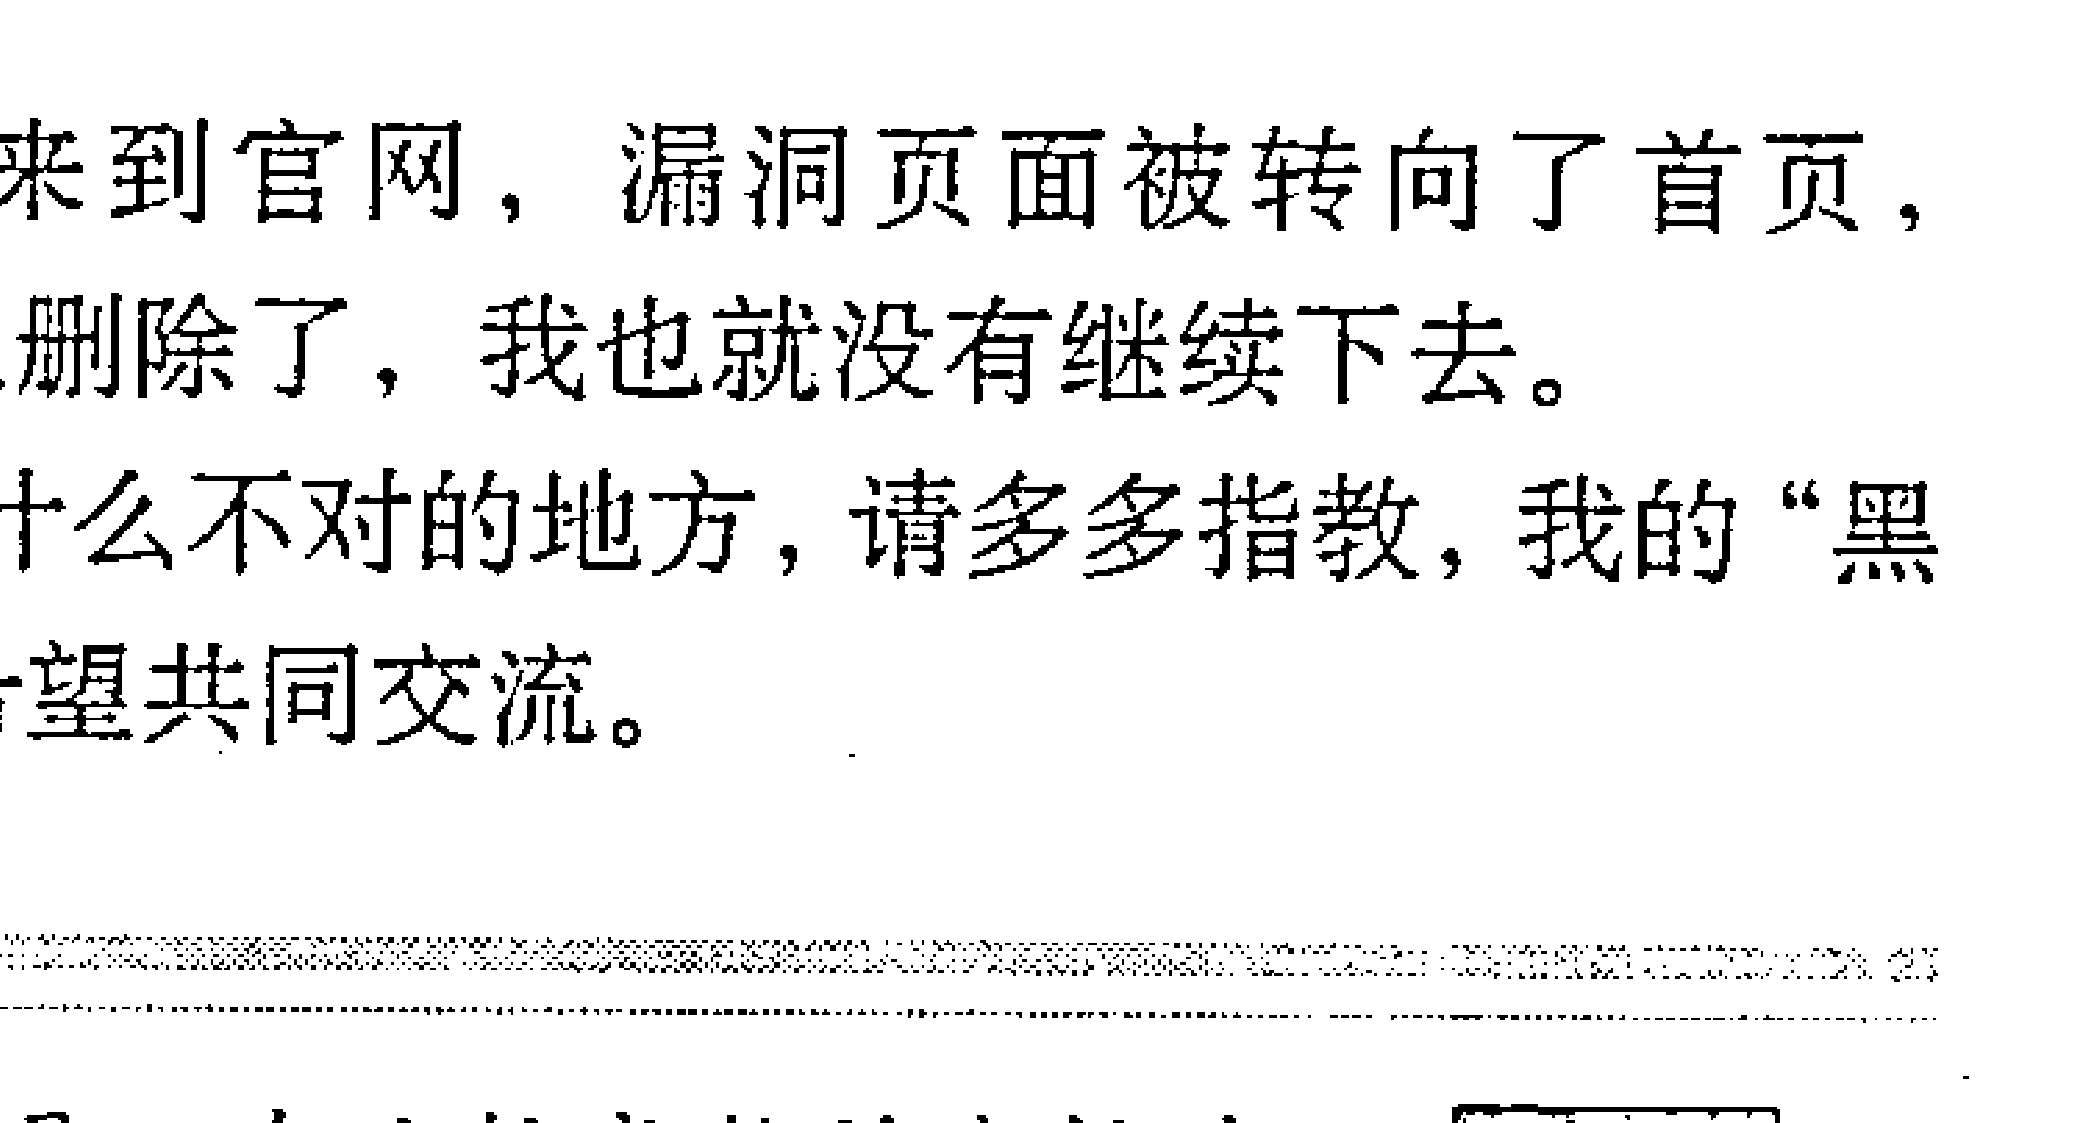 来到官网，漏洞页面被转向了首页，
删除了，我也就没有继续下去。
什么不对的地方，请多多指教，我的“黑
望共同交流。